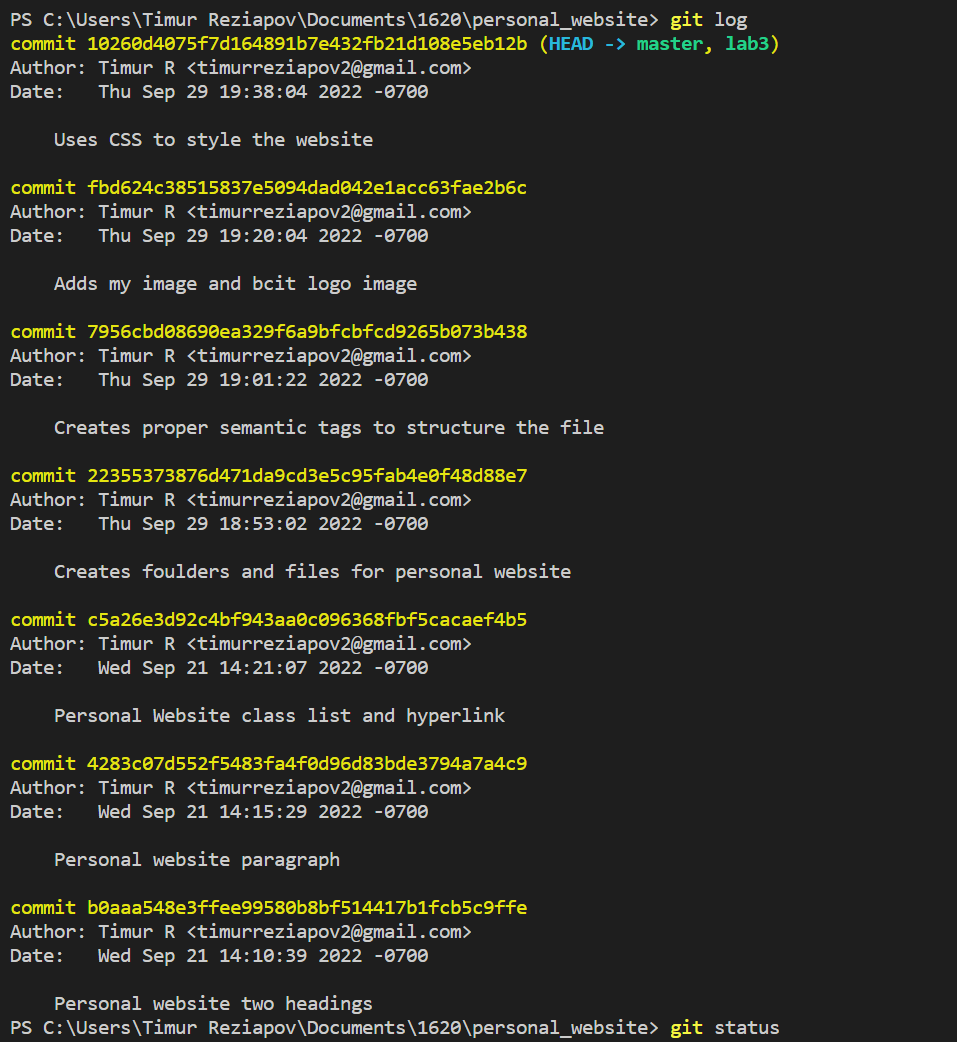 PS C:\Users\Timur Reziapov\Documents\1620\personal_website> git log
commit 10260d4075f7d164891b7e432fb21d108e5eb12b (HEAD -> master, lab3)
Author: Timur R <timurreziapov2@gmail.com>
Date:   Thu Sep 29 19:38:04 2022 -0700
    Uses CSS to style the website
commit fbd624c38515837e5094dad042e1acc63fae2b6c
Author: Timur R <timurreziapov2@gmail.com>
Date:   Thu Sep 29 19:20:04 2022 -0700
    Adds my image and bcit logo image
commit 7956cbd08690ea329f6a9bfcbfcd9265b073b438
Author: Timur R <timurreziapov2@gmail.com>
Date:   Thu Sep 29 19:01:22 2022 -0700
    Creates proper semantic tags to structure the file
commit 22355373876d471da9cd3e5c95fab4e0f48d88e7
Author: Timur R <timurreziapov2@gmail.com>
Date:   Thu Sep 29 18:53:02 2022 -0700
    Creates foulders and files for personal website
commit c5a26e3d92c4bf943aa0c096368fbf5cacaef4b5
Author: Timur R <timurreziapov2@gmail.com>
Date:   Wed Sep 21 14:21:07 2022 -0700
    Personal Website class list and hyperlink
commit 4283c07d552f5483fa4f0d96d83bde3794a7a4c9
Author: Timur R <timurreziapov2@gmail.com>
Date:   Wed Sep 21 14:15:29 2022 -0700
    Personal website paragraph
commit b0aaa548e3ffee99580b8bf514417b1fcb5c9ffe
Author: Timur R <timurreziapov2@gmail.com>
Date:   Wed Sep 21 14:10:39 2022 -0700
    Personal website two headings
PS C:\Users\Timur Reziapov\Documents\1620\personal_website> git status